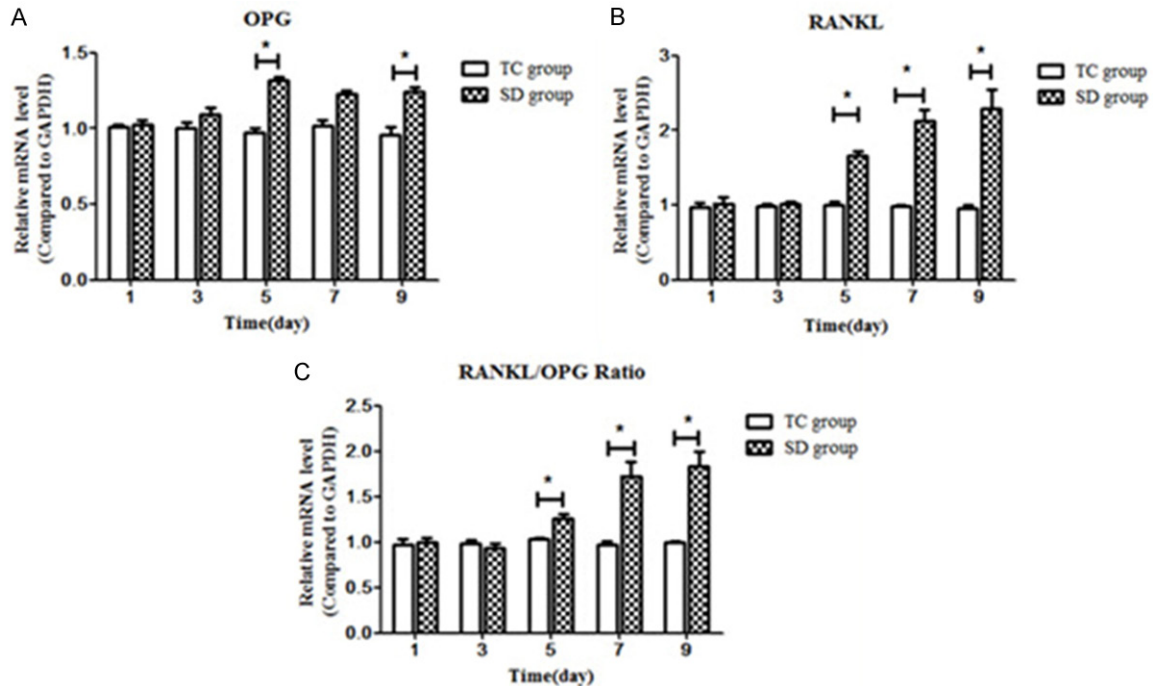 A
OPG
Relative mRNA level
(Compared to GAPDH)
1.5
1.0
0.5
0.0
*
*
1 3 5 7 9
Time(day)
TC group
SD group
B
RANKL
Relative mRNA level
(Compared to GAPDH)
3
2
1
0
*
*
*
1 3 5 7 9
Time(day)
TC group
SD group
C
RANKL/OPG Ratio
Relative mRNA level
(Compared to GAPDH)
2.5
2.0
1.5
1.0
0.5
0.0
*
*
*
1 3 5 7 9
Time(day)
TC group
SD group